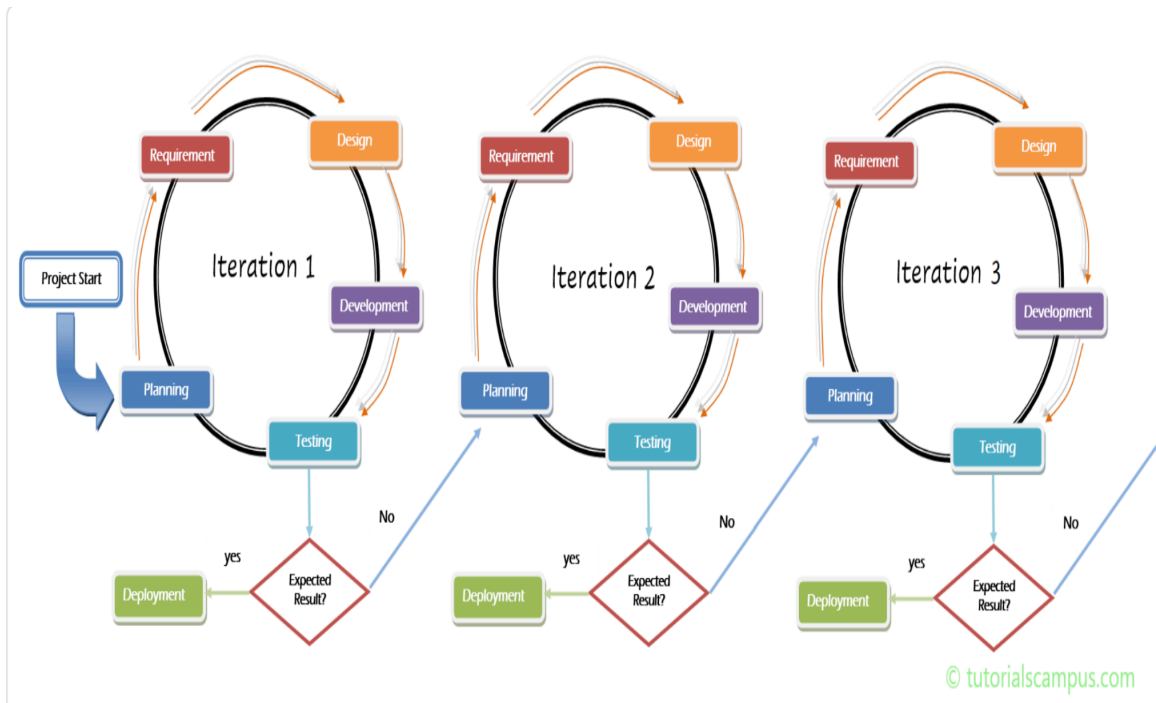 Project Start
Iteration 1
Planning
Requirement
Design
Development
Testing
Expected
Result?
yes
No
Deployment
Iteration 2
Planning
Requirement
Design
Development
Testing
Expected
Result?
yes
No
Deployment
Iteration 3
Planning
Requirement
Design
Development
Testing
Expected
Result?
yes
No
Deployment
© tutorialscampus.com